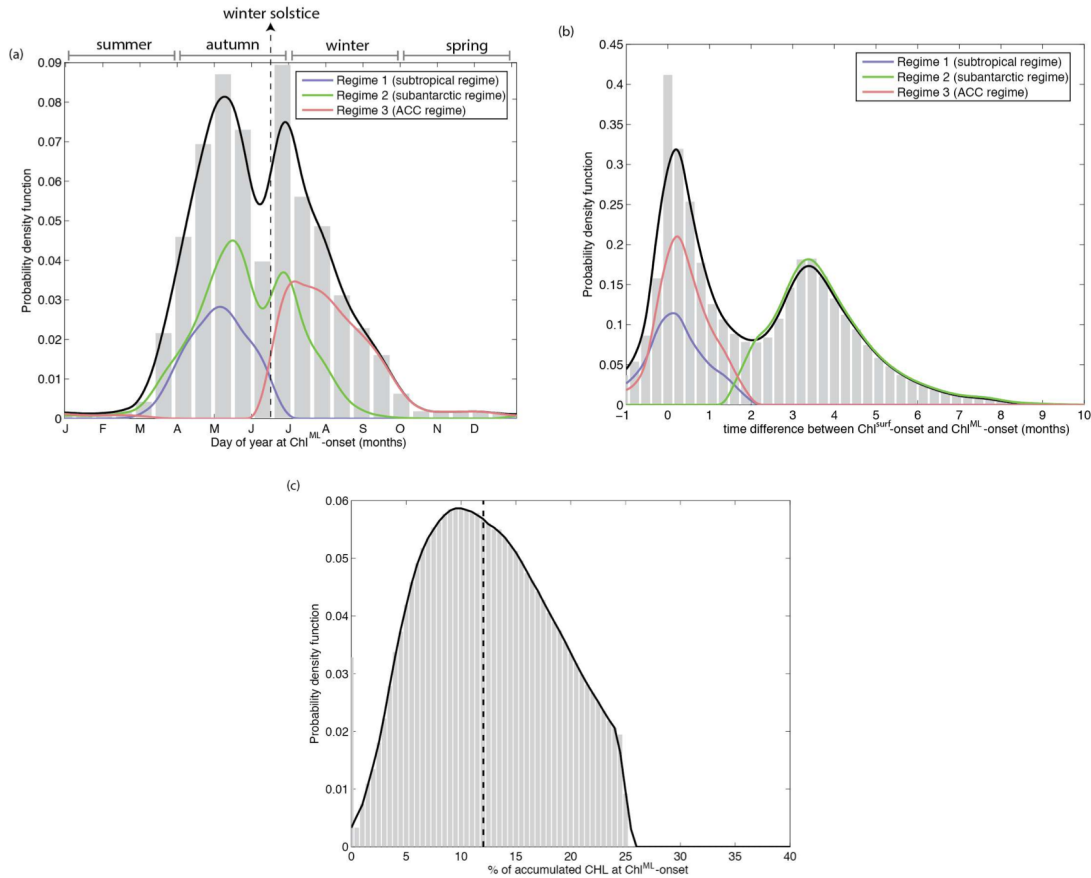 winter solstice
summer autumn winter spring
(a)
Regime 1 (subtropical regime)
Regime 2 (subantarctic regime)
Regime 3 (ACC regime)
Probability density function
0.09
0.08
0.07
0.06
0.05
0.04
0.03
0.02
0.01
0
J F M A M J J A S O N D
Day of year at Chl^ML-onset (months)
(b)
Regime 1 (subtropical regime)
Regime 2 (subantarctic regime)
Regime 3 (ACC regime)
Probability density function
0.45
0.4
0.35
0.3
0.25
0.2
0.15
0.1
0.05
0
−1 0 1 2 3 4 5 6 7 8 9 10
time difference between Chl^surf-onset and Chl^ML-onset (months)
(c)
Probability density function
0.06
0.05
0.04
0.03
0.02
0.01
0
0 5 10 15 20 25 30 35 40
% of accumulated CHL at Chl^ML-onset